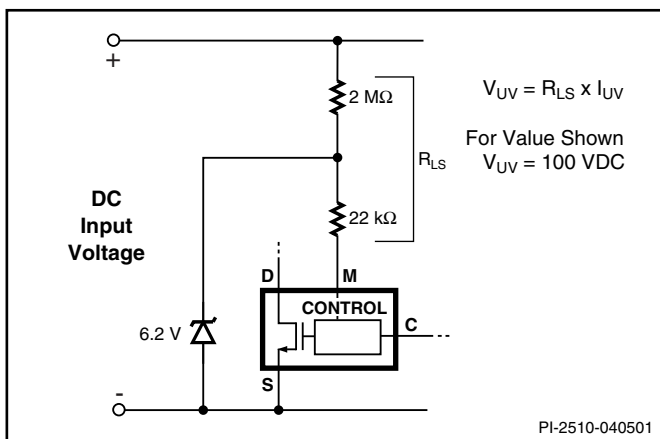 +
2 MΩ
V_UV = R_LS x I_UV
For Value Shown
V_UV = 100 VDC
R_LS
DC
Input
Voltage
22 kΩ
D
M
CONTROL
C
6.2 V
S
-
PI-2510-040501